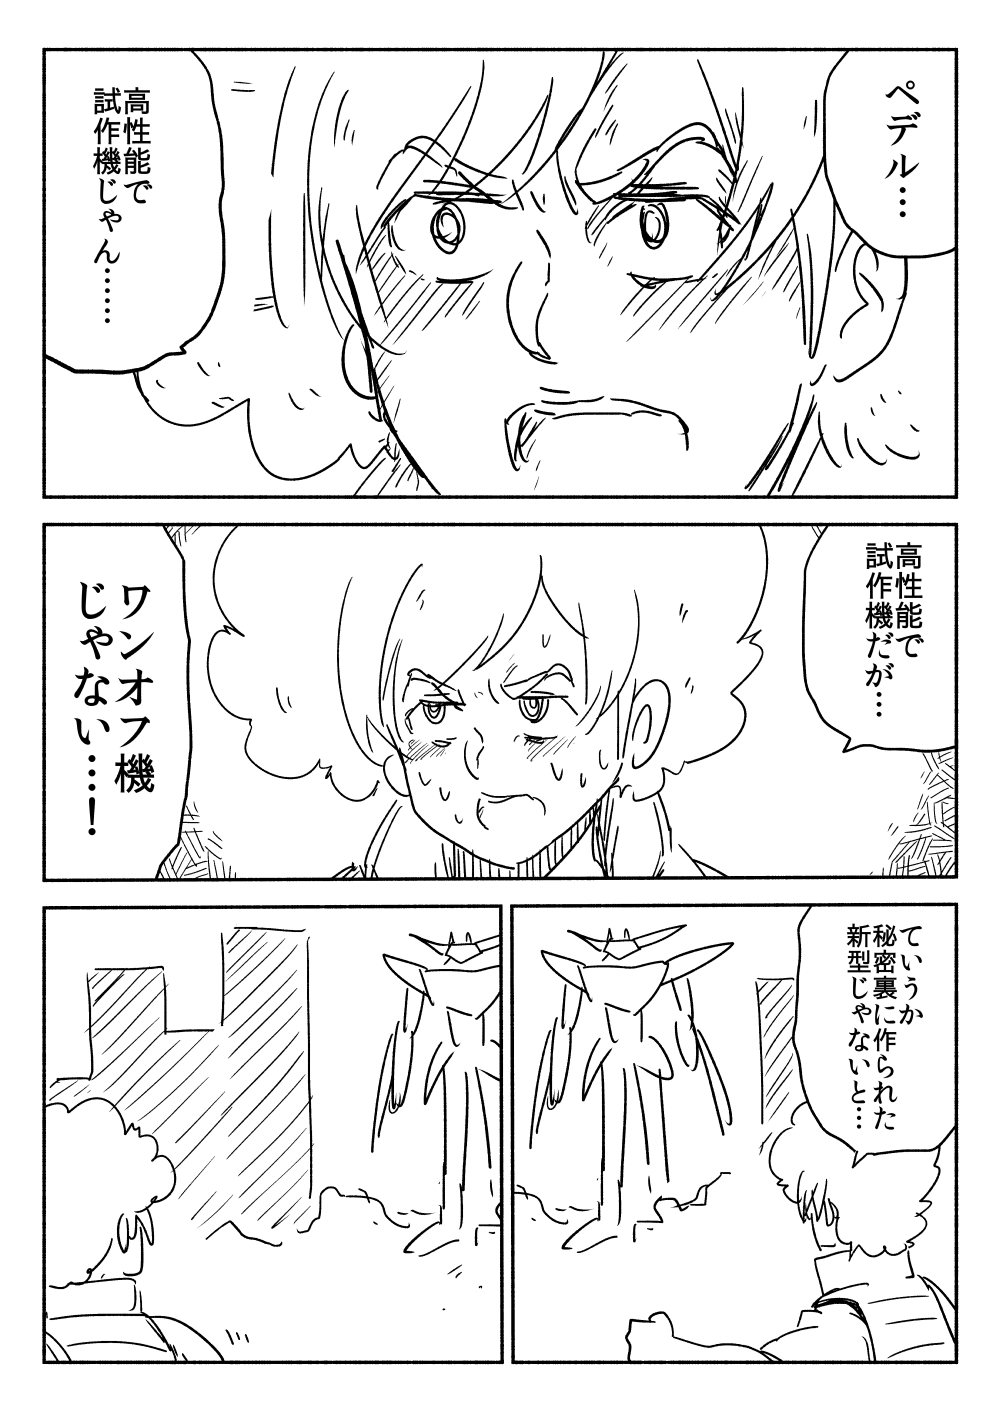 ペデル…
高性能で
試作機じゃん……
高性能で
試作機だが…
ワンオフ機
じゃない…！
ていうか
秘密裏に作られた
新型じゃないと…